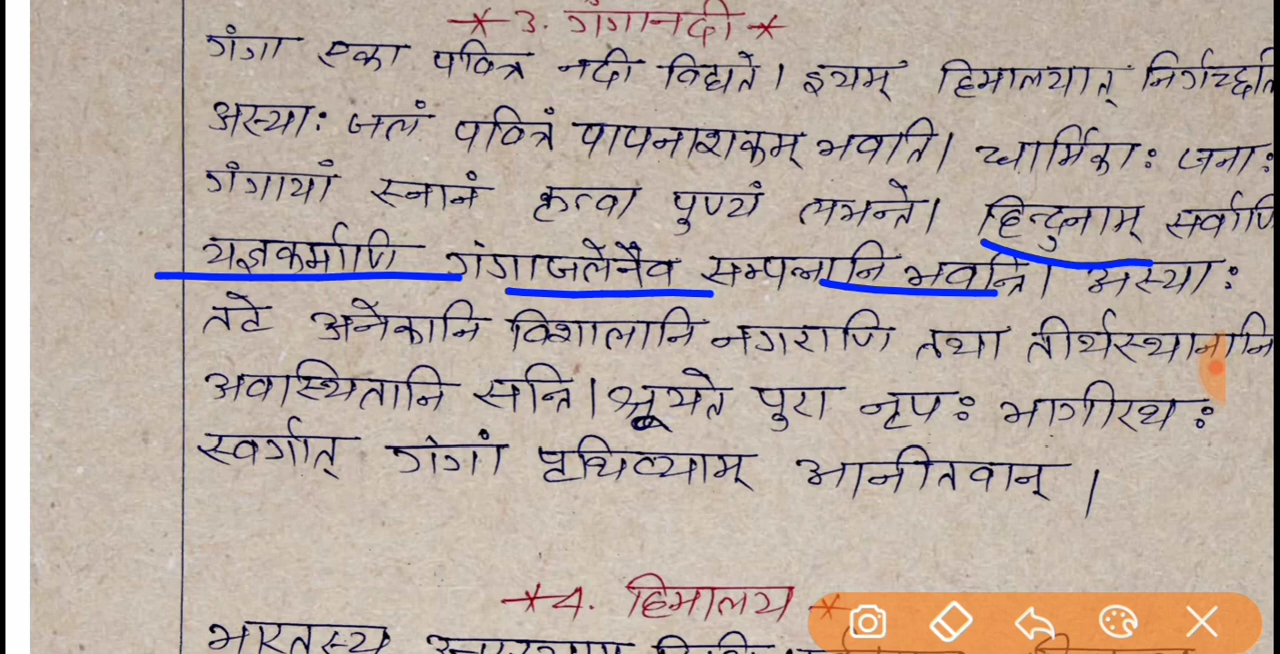 * 3. गंगानदी *
गंगा एका पवित्र नदी विद्यते। इयम् हिमालयात् निर्गच्छति
अस्याः जलं पवित्रं पापनाशकम् भवति। धार्मिकाः जनाः
गंगायां स्नानं कृत्वा पुण्यं लभन्ते। हिन्दुनाम् सर्वाणि
यज्ञकर्माणि गंगाजलेनैव सम्पन्नानि भवन्ति। अस्याः
तटे अनेकानि विशालानि नगराणि तथा तीर्थस्थानानि
अवास्थितानि सन्ति। श्रूयते पुरा नृपः भागीरथः
स्वर्गात् गंगां पृथिव्याम् आनीतवान् ।
* 4. हिमालय *
भारतस्य